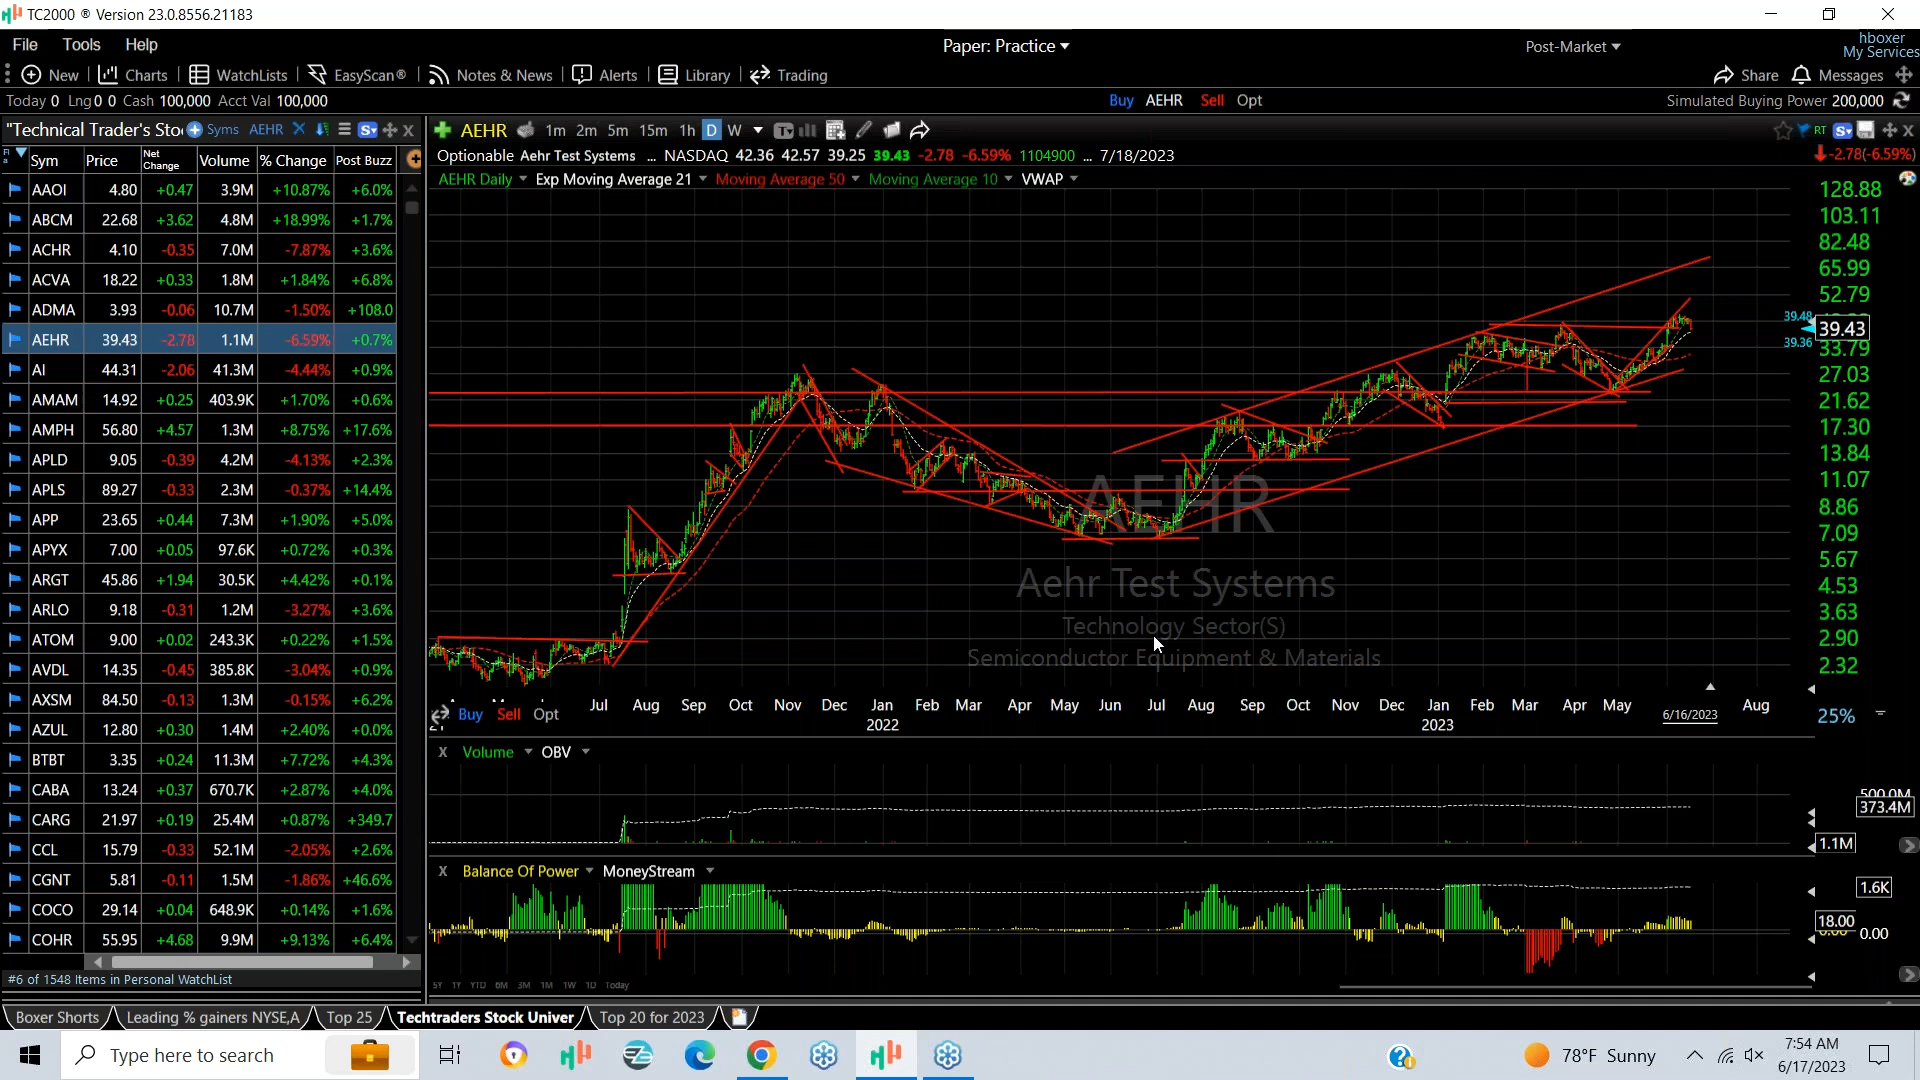 TC2000 ® Version 23.0.8556.21183
File Tools Help Paper: Practice Post-Market hboxer
My Services
New Charts WatchLists EasyScan® Notes & News Alerts Library Trading Share Messages
Today 0 Lng 0 0 Cash 100,000 Acct Val 100,000 Buy AEHR Sell Opt Simulated Buying Power 200,000
"Technical Trader's Sto Syms AEHR AEHR 1m 2m 5m 15m 1h D W RT
Sym Price Net Change Volume % Change Post Buzz
Optionable Aehr Test Systems ... NASDAQ 42.36 42.57 39.25 39.43 -2.78 -6.59% 1104900 ... 7/18/2023 -2.78(-6.59%)
AEHR Daily Exp Moving Average 21 Moving Average 50 Moving Average 10 VWAP
AAOI 4.80 +0.47 3.9M +10.87% +6.0%
ABCM 22.68 +3.62 4.8M +18.99% +1.7%
ACHR 4.10 -0.35 7.0M -7.87% +3.6%
ACVA 18.22 +0.33 1.8M +1.84% +6.8%
ADMA 3.93 -0.06 10.7M -1.50% +108.0
AEHR 39.43 -2.78 1.1M -6.59% +0.7%
AI 44.31 -2.06 41.3M -4.44% +0.9%
AMAM 14.92 +0.25 403.9K +1.70% +0.6%
AMPH 56.80 +4.57 1.3M +8.75% +17.6%
APLD 9.05 -0.39 4.2M -4.13% +2.3%
APLS 89.27 -0.33 2.3M -0.37% +14.4%
APP 23.65 +0.44 7.3M +1.90% +5.0%
APYX 7.00 +0.05 97.6K +0.72% +0.3%
ARGT 45.86 +1.94 30.5K +4.42% +0.1%
ARLO 9.18 -0.31 1.2M -3.27% +3.6%
ATOM 9.00 +0.02 243.3K +0.22% +1.5%
AVDL 14.35 -0.45 385.8K -3.04% +0.9%
AXSM 84.50 -0.13 1.3M -0.15% +6.2%
AZUL 12.80 +0.30 1.4M +2.40% +0.0%
BTBT 3.35 +0.24 11.3M +7.72% +4.3%
CABA 13.24 +0.37 670.7K +2.87% +4.0%
CARG 21.97 +0.19 25.4M +0.87% +349.7
CCL 15.79 -0.33 52.1M -2.05% +2.6%
CGNT 5.81 -0.11 1.5M -1.86% +46.6%
COCO 29.14 +0.04 648.9K +0.14% +1.6%
COHR 55.95 +4.68 9.9M +9.13% +6.4%
#6 of 1548 Items in Personal WatchList
128.88
103.11
82.48
65.99
52.79
39.48
39.43
39.36
33.79
27.03
21.62
17.30
13.84
11.07
8.86
7.09
5.67
4.53
3.63
2.90
2.32
AEHR
Aehr Test Systems
Technology Sector(S)
Semiconductor Equipment & Materials
Jul Aug Sep Oct Nov Dec Jan Feb Mar Apr May Jun Jul Aug Sep Oct Nov Dec Jan Feb Mar Apr May 6/16/2023 Aug
2022 2023
Buy Sell Opt 25%
X Volume OBV
500.0M
373.4M
1.1M
X Balance Of Power MoneyStream
1.6K
18.00
0.00
5Y 1Y YTD 6M 3M 1M 1W 1D Today
Boxer Shorts Leading % gainers NYSE,A Top 25 Techtraders Stock Univer Top 20 for 2023
Type here to search 78°F Sunny 7:54 AM
6/17/2023